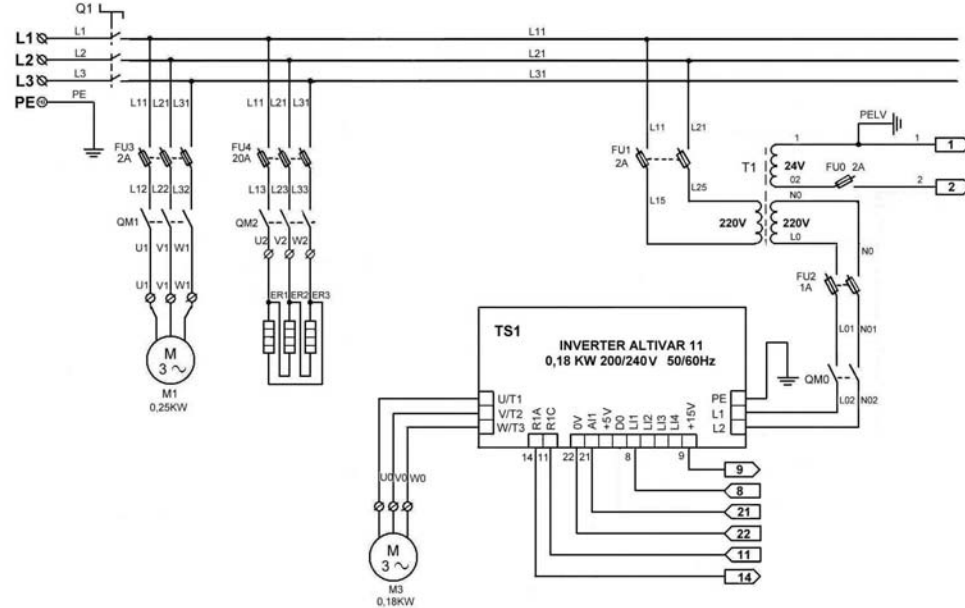 Q1
L1 L1 L11
L2 L2 L21
L3 L3 L31
PE PE
L11 L21 L31
L11 L21 L31
L11 L21
PELV
FU3
2A
FU4
20A
FU1
2A
T1
1 1 1
24V
FU0 2A
02 2 2
L12 L22 L32
L13 L23 L33
L15 L25
N0
220V 220V
L0 N0
QM1
QM2
U1 V1 W1
U2 V2 W2
FU2
1A
U1 V1 W1
ER1 ER2 ER3
L01 N01
TS1
INVERTER ALTIVAR 11
0,18 KW 200/240V 50/60Hz
M
3
M1
0,25KW
QM0
L02 N02
U/T1
V/T2
W/T3
R1A
R1C
0V
AI1
+5V
D0
LI1
LI2
LI3
LI4
+15V
PE
L1
L2
14 11 22 21 8 9
9
8
21
22
11
14
U0 V0 W0
M
3
M3
0,18KW